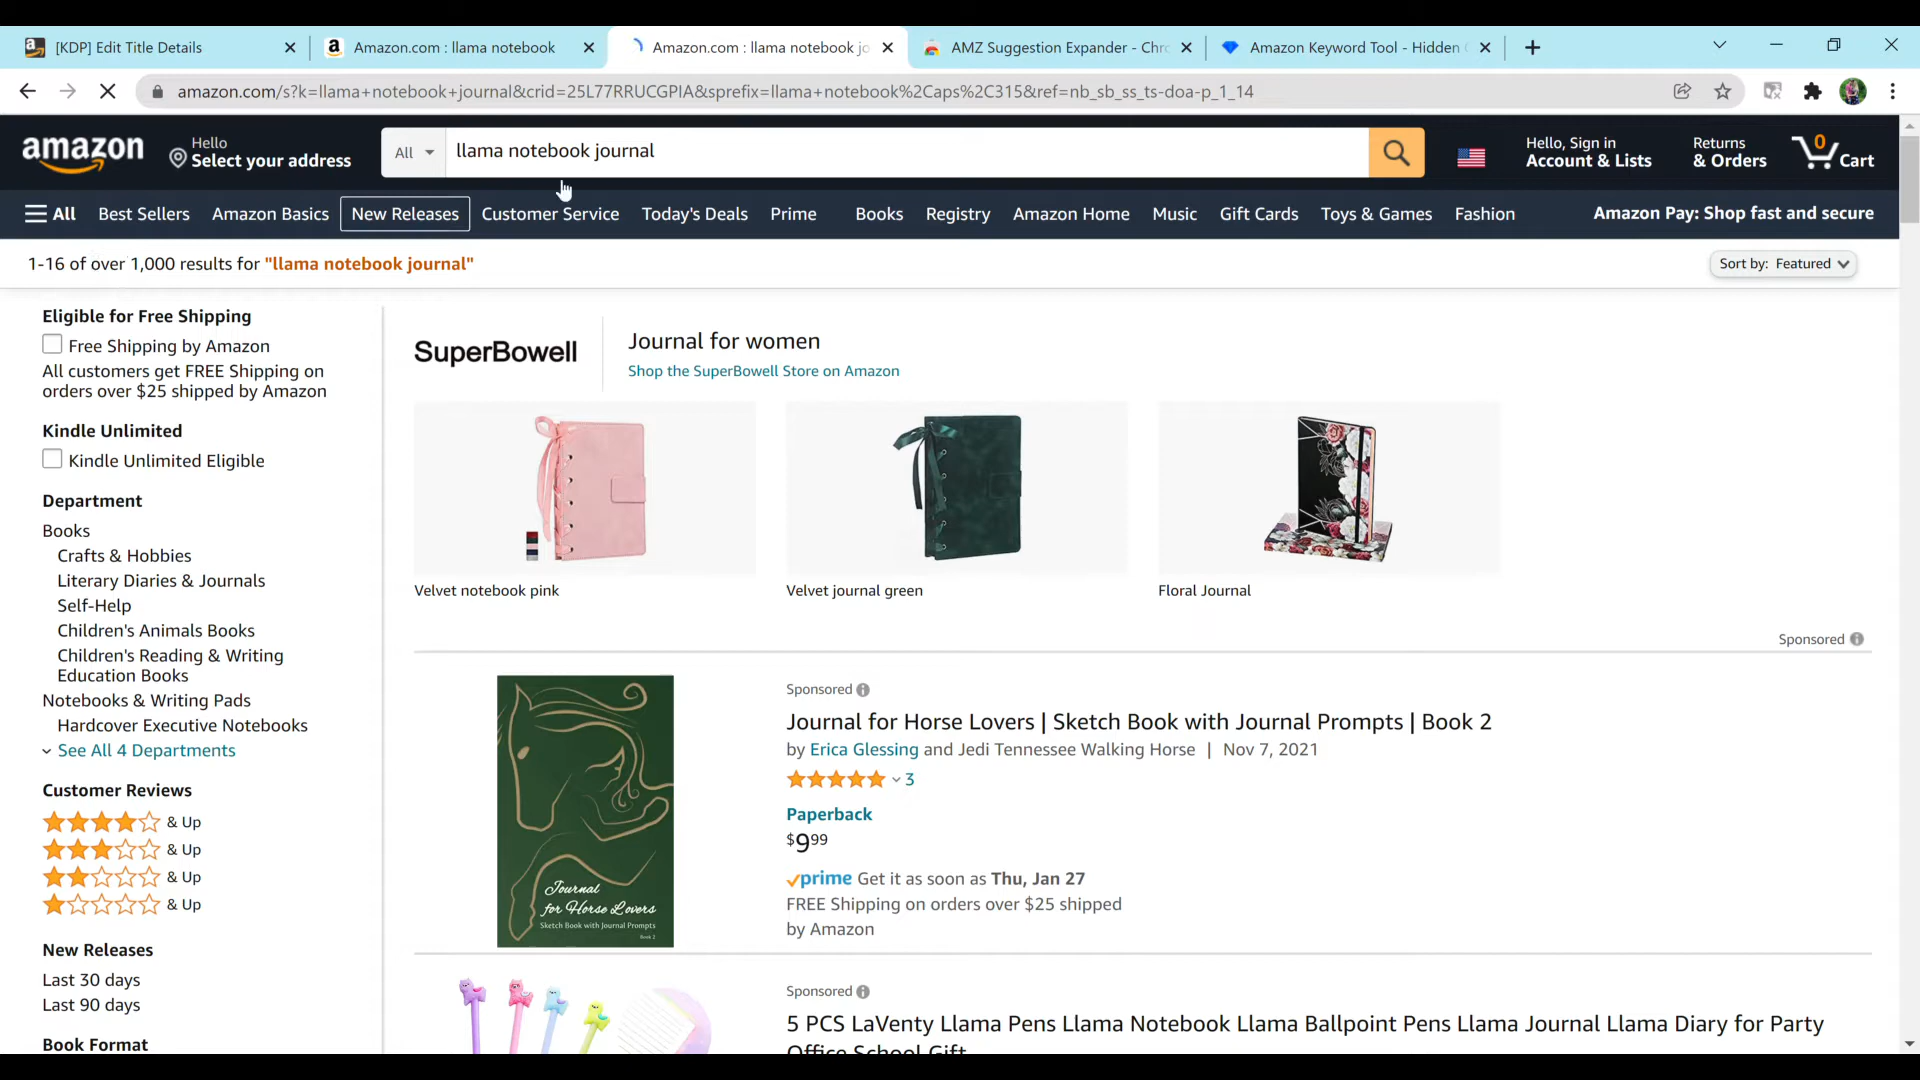 [KDP] Edit Title Details
Amazon.com : llama notebook
Amazon.com : llama notebook jo
AMZ Suggestion Expander - Chro
Amazon Keyword Tool - Hidden
amazon.com/s?k=llama+notebook+journal&crid=25L77RRUCGPIA&sprefix=llama+notebook%2Caps%2C315&ref=nb_sb_ss_ts-doa-p_1_14
amazon
Hello
Select your address
All
llama notebook journal
Hello, Sign in
Account & Lists
Returns
& Orders
0
Cart
All
Best Sellers
Amazon Basics
New Releases
Customer Service
Today's Deals
Prime
Books
Registry
Amazon Home
Music
Gift Cards
Toys & Games
Fashion
Amazon Pay: Shop fast and secure
1-16 of over 1,000 results for "llama notebook journal"
Sort by: Featured
Eligible for Free Shipping
Free Shipping by Amazon
All customers get FREE Shipping on
orders over $25 shipped by Amazon
Kindle Unlimited
Kindle Unlimited Eligible
Department
Books
Crafts & Hobbies
Literary Diaries & Journals
Self-Help
Children's Animals Books
Children's Reading & Writing
Education Books
Notebooks & Writing Pads
Hardcover Executive Notebooks
See All 4 Departments
Customer Reviews
& Up
& Up
& Up
& Up
New Releases
Last 30 days
Last 90 days
Book Format
SuperBowell
Journal for women
Shop the SuperBowell Store on Amazon
Velvet notebook pink
Velvet journal green
Floral Journal
Sponsored
Journal
for Horse Lovers
Sketch Book with Journal Prompts
Book 2
Sponsored
Journal for Horse Lovers | Sketch Book with Journal Prompts | Book 2
by Erica Glessing and Jedi Tennessee Walking Horse | Nov 7, 2021
3
Paperback
$9.99
prime Get it as soon as Thu, Jan 27
FREE Shipping on orders over $25 shipped
by Amazon
Sponsored
5 PCS LaVenty Llama Pens Llama Notebook Llama Ballpoint Pens Llama Journal Llama Diary for Party
Office School Gift